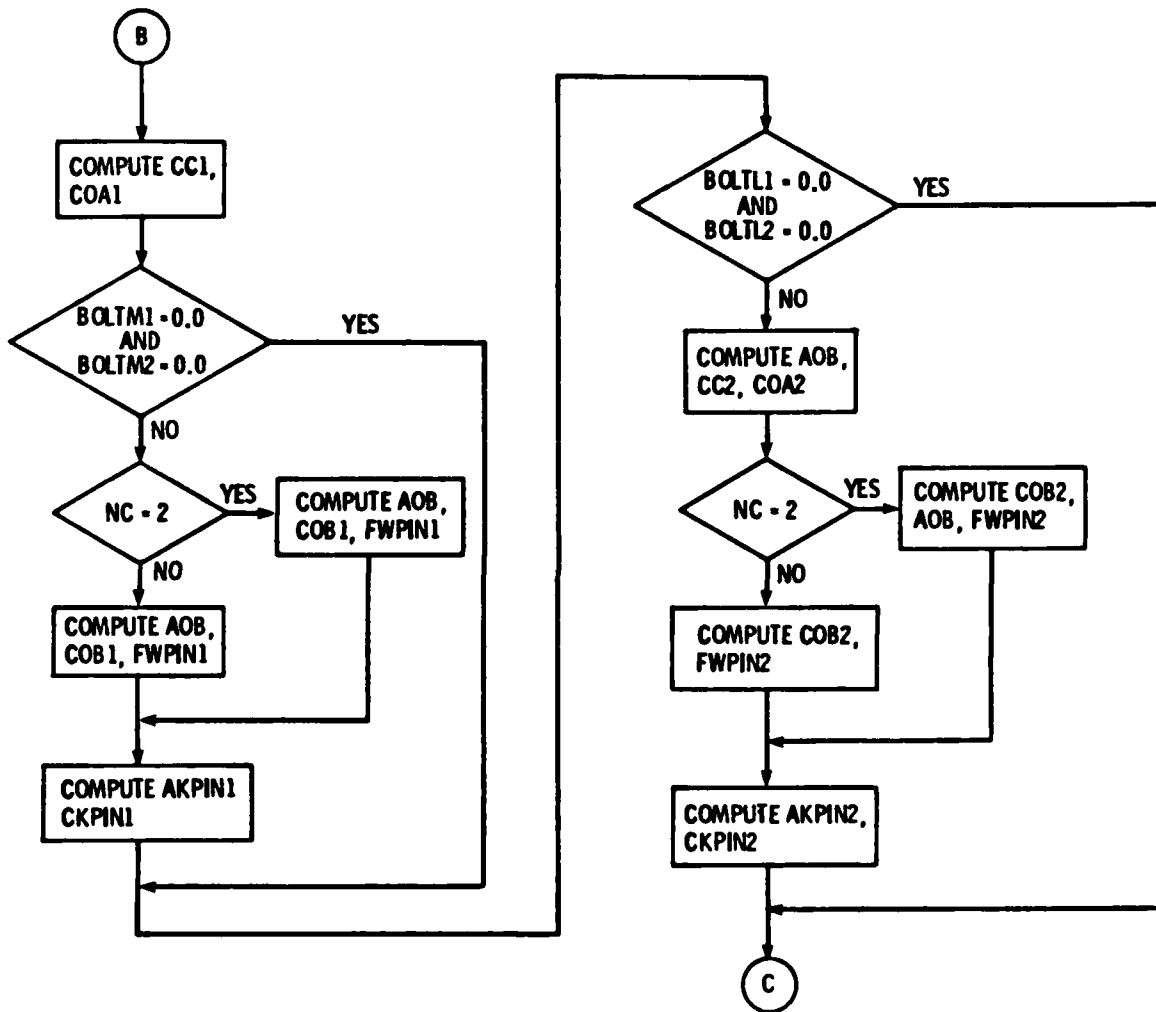 B
COMPUTE CC1,
COA1
BOLTM1 = 0.0
AND
BOLTM2 = 0.0
YES
NO
NC = 2
YES
COMPUTE AOB,
COB1, FWPIN1
NO
COMPUTE AOB,
COB1, FWPIN1
COMPUTE AKPIN1
CKPIN1
BOLTL1 = 0.0
AND
BOLTL2 = 0.0
YES
NO
COMPUTE AOB,
CC2, COA2
NC = 2
YES
COMPUTE COB2,
AOB, FWPIN2
NO
COMPUTE COB2,
FWPIN2
COMPUTE AKPIN2,
CKPIN2
C